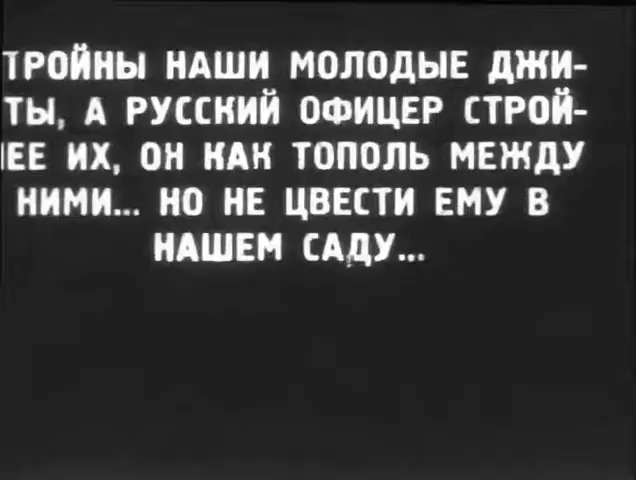 ТРОЙНЫ НАШИ МОЛОДЫЕ ДЖИ-
ТЫ, А РУССКИЙ ОФИЦЕР СТРОЙ-
ЕЕ ИХ, ОН КАК ТОПОЛЬ МЕЖДУ
НИМИ... НО НЕ ЦВЕСТИ ЕМУ В
НАШЕМ САДУ...